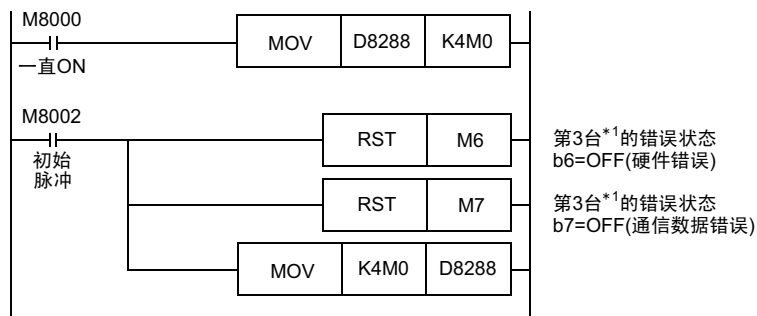 M8000
MOV D8288 K4M0
一直ON
M8002
RST M6
第3台*1的错误状态
b6=OFF(硬件错误)
初始
脉冲
RST M7
第3台*1的错误状态
b7=OFF(通信数据错误)
MOV K4M0 D8288